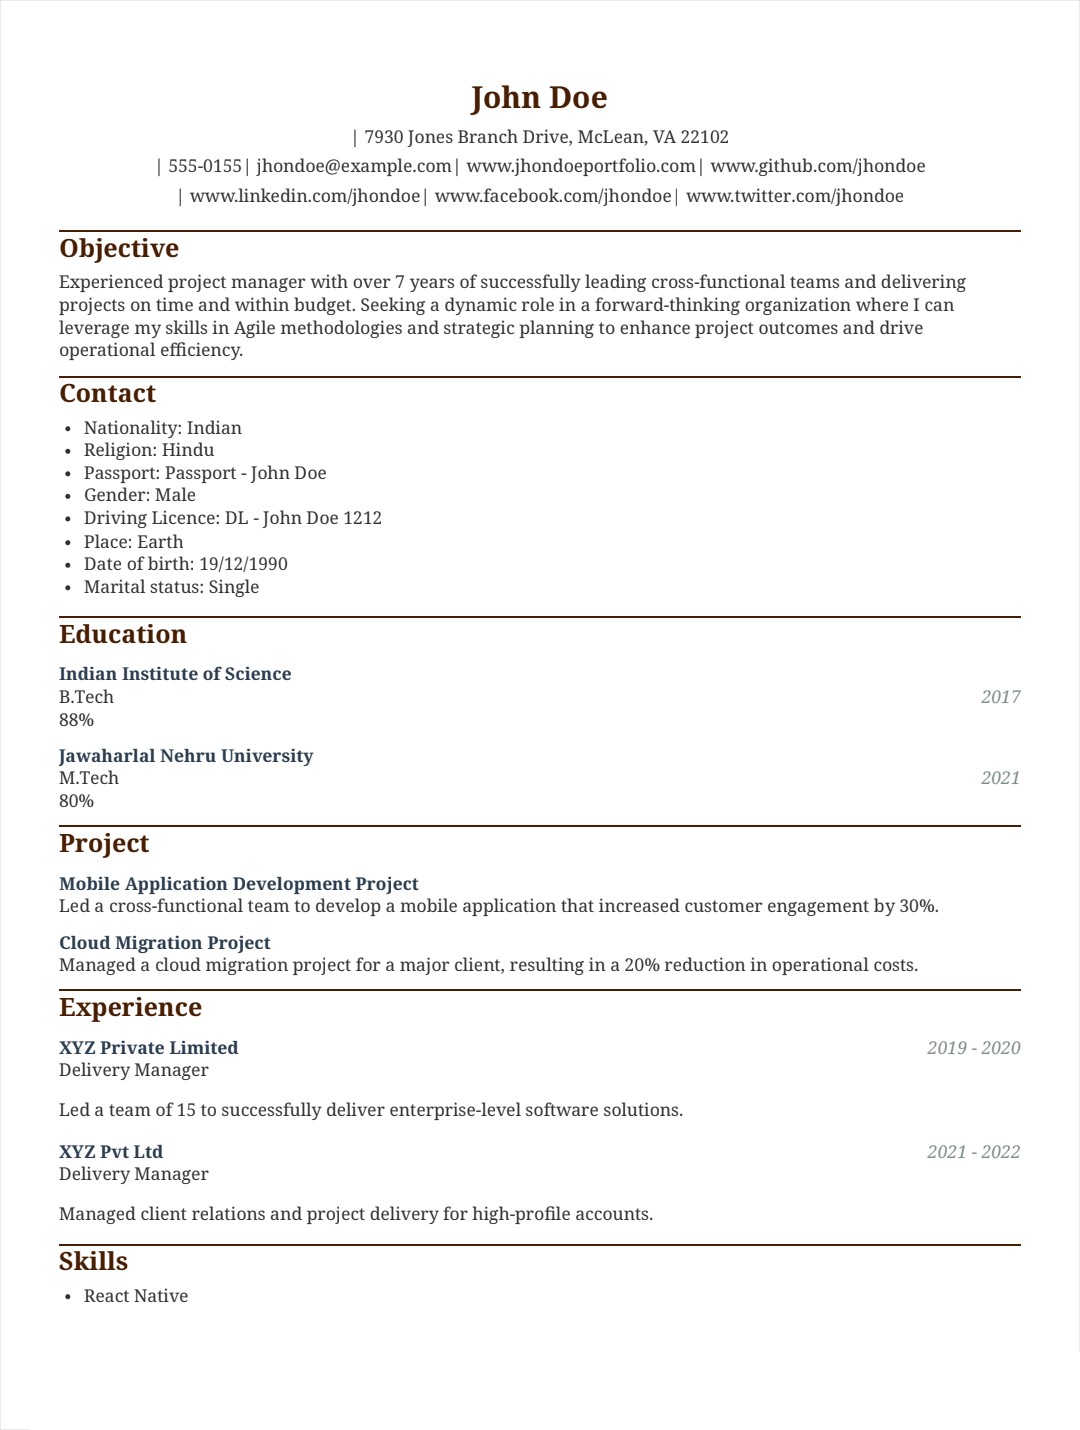 John Doe
| 7930 Jones Branch Drive, McLean, VA 22102
| 555-0155| jhondoe@example.com| www.jhondoeportfolio.com| www.github.com/jhondoe
| www.linkedin.com/jhondoe| www.facebook.com/jhondoe| www.twitter.com/jhondoe
Objective
Experienced project manager with over 7 years of successfully leading cross-functional teams and delivering
projects on time and within budget. Seeking a dynamic role in a forward-thinking organization where I can
leverage my skills in Agile methodologies and strategic planning to enhance project outcomes and drive
operational efficiency.
Contact
• Nationality: Indian
• Religion: Hindu
• Passport: Passport - John Doe
• Gender: Male
• Driving Licence: DL - John Doe 1212
• Place: Earth
• Date of birth: 19/12/1990
• Marital status: Single
Education
Indian Institute of Science
B.Tech 2017
88%
Jawaharlal Nehru University
M.Tech 2021
80%
Project
Mobile Application Development Project
Led a cross-functional team to develop a mobile application that increased customer engagement by 30%.
Cloud Migration Project
Managed a cloud migration project for a major client, resulting in a 20% reduction in operational costs.
Experience
XYZ Private Limited 2019 - 2020
Delivery Manager
Led a team of 15 to successfully deliver enterprise-level software solutions.
XYZ Pvt Ltd 2021 - 2022
Delivery Manager
Managed client relations and project delivery for high-profile accounts.
Skills
• React Native